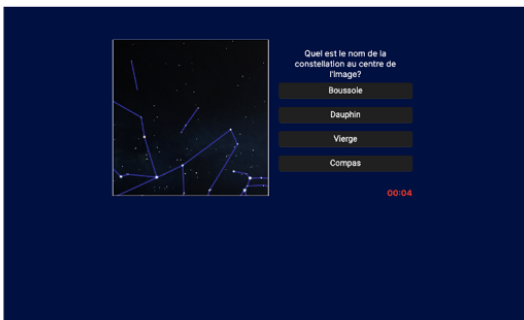 Quel est le nom de la
constellation au centre de
l'image?
Boussole
Dauphin
Vierge
Compas
00:04